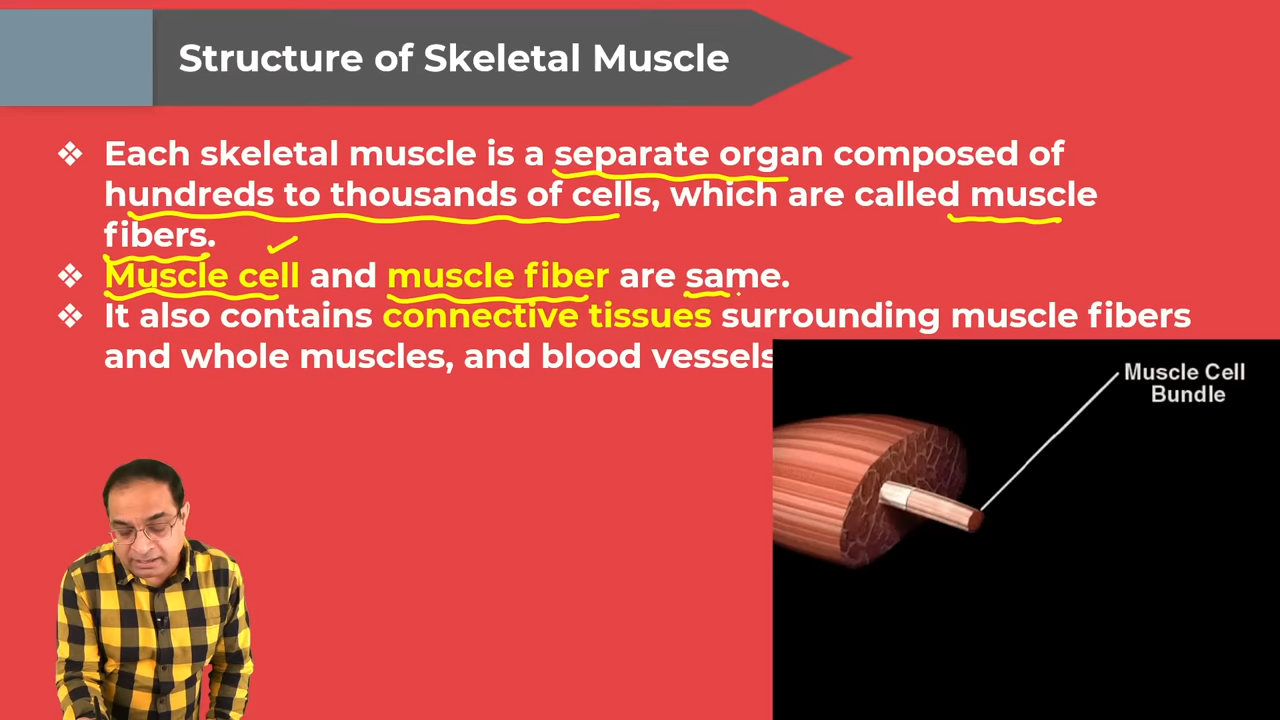 Structure of Skeletal Muscle
❖ Each skeletal muscle is a separate organ composed of
hundreds to thousands of cells, which are called muscle
fibers.
❖ Muscle cell and muscle fiber are same.
❖ It also contains connective tissues surrounding muscle fibers
and whole muscles, and blood vessels
Muscle Cell
Bundle